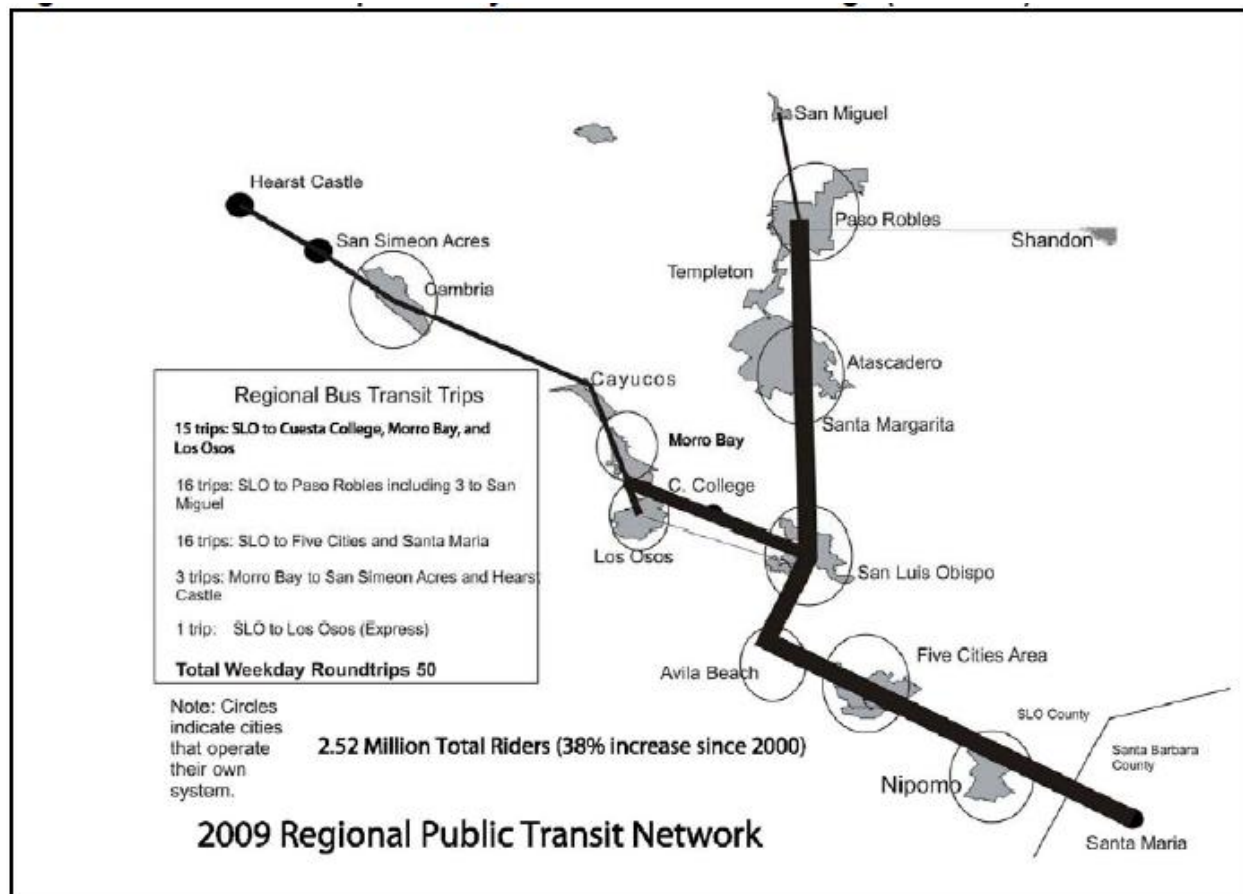 San Miguel
Hearst Castle
Paso Robles
San Simeon Acres
Shandon
Templeton
Cambria
Atascadero
Cayucos
Santa Margarita
Morro Bay
C. College
Los Osos
San Luis Obispo
Avila Beach
Five Cities Area
SLO County
Santa Barbara
County
Nipomo
Santa Maria
Regional Bus Transit Trips
15 trips: SLO to Cuesta College, Morro Bay, and
Los Osos
16 trips: SLO to Paso Robles including 3 to San
Miguel
16 trips: SLO to Five Cities and Santa Maria
3 trips: Morro Bay to San Simeon Acres and Hearst
Castle
1 trip: SLO to Los Osos (Express)
Total Weekday Roundtrips 50
Note: Circles
indicate cities
that operate
their own
system.
2.52 Million Total Riders (38% increase since 2000)
2009 Regional Public Transit Network